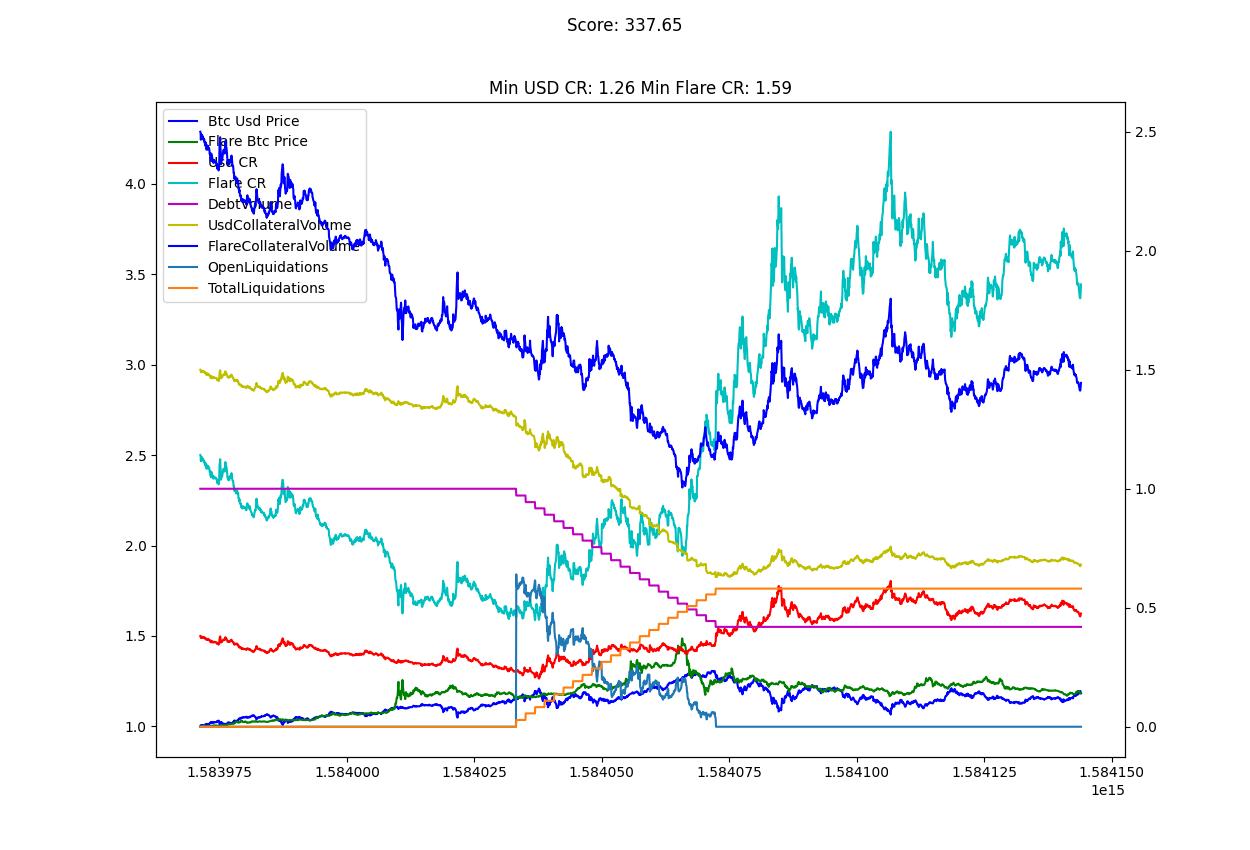 Score: 337.65
Min USD CR: 1.26 Min Flare CR: 1.59
Btc Usd Price
Flare Btc Price
Usd CR
Flare CR
DebtVolume
UsdCollateralVolume
FlareCollateralVolume
OpenLiquidations
TotalLiquidations
4.0
3.5
3.0
2.5
2.0
1.5
1.0
2.5
2.0
1.5
1.0
0.5
0.0
1.583975 1.584000 1.584025 1.584050 1.584075 1.584100 1.584125 1.584150
1e15